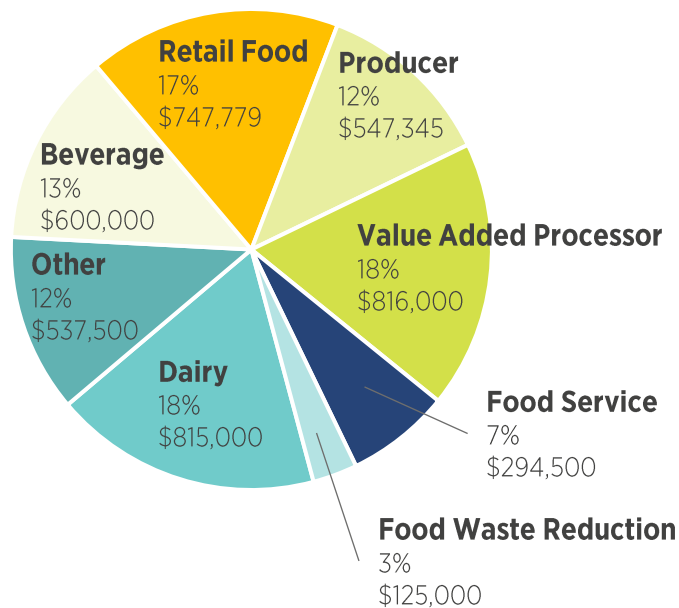 Retail Food
17%
$747,779
Producer
12%
$547,345
Beverage
13%
$600,000
Value Added Processor
18%
$816,000
Other
12%
$537,500
Dairy
18%
$815,000
Food Service
7%
$294,500
Food Waste Reduction
3%
$125,000